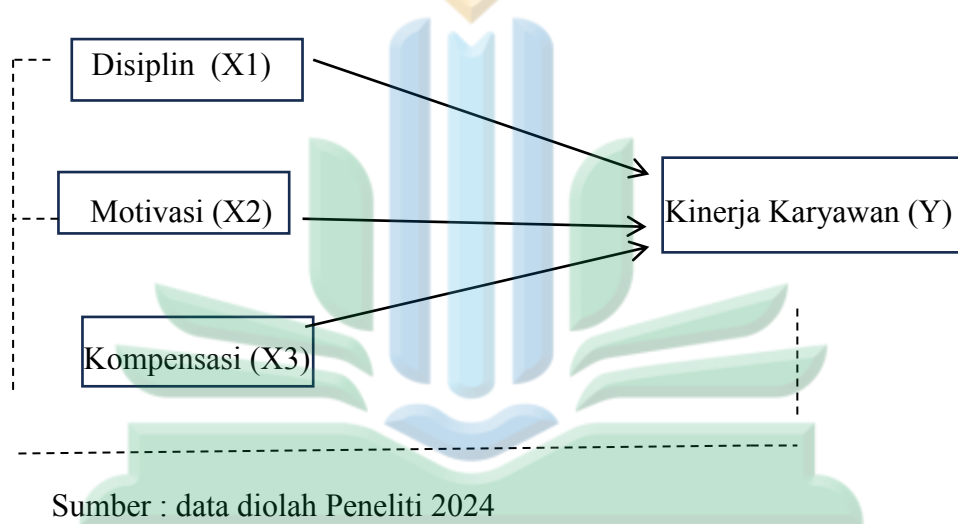 Disiplin (X1)
Motivasi (X2)
Kinerja Karyawan (Y)
Kompensasi (X3)
Sumber : data diolah Peneliti 2024